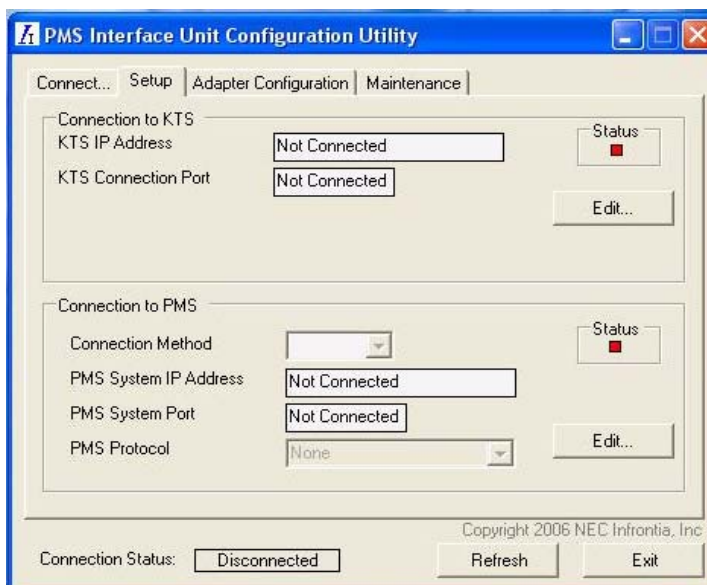 PMS Interface Unit Configuration Utility
Connect... Setup Adapter Configuration Maintenance
Connection to KTS
KTS IP Address Not Connected Status
KTS Connection Port Not Connected
Edit...
Connection to PMS
Connection Method Status
PMS System IP Address Not Connected
PMS System Port Not Connected
PMS Protocol None Edit...
Copyright 2006 NEC Infrontia, Inc
Connection Status: Disconnected Refresh Exit